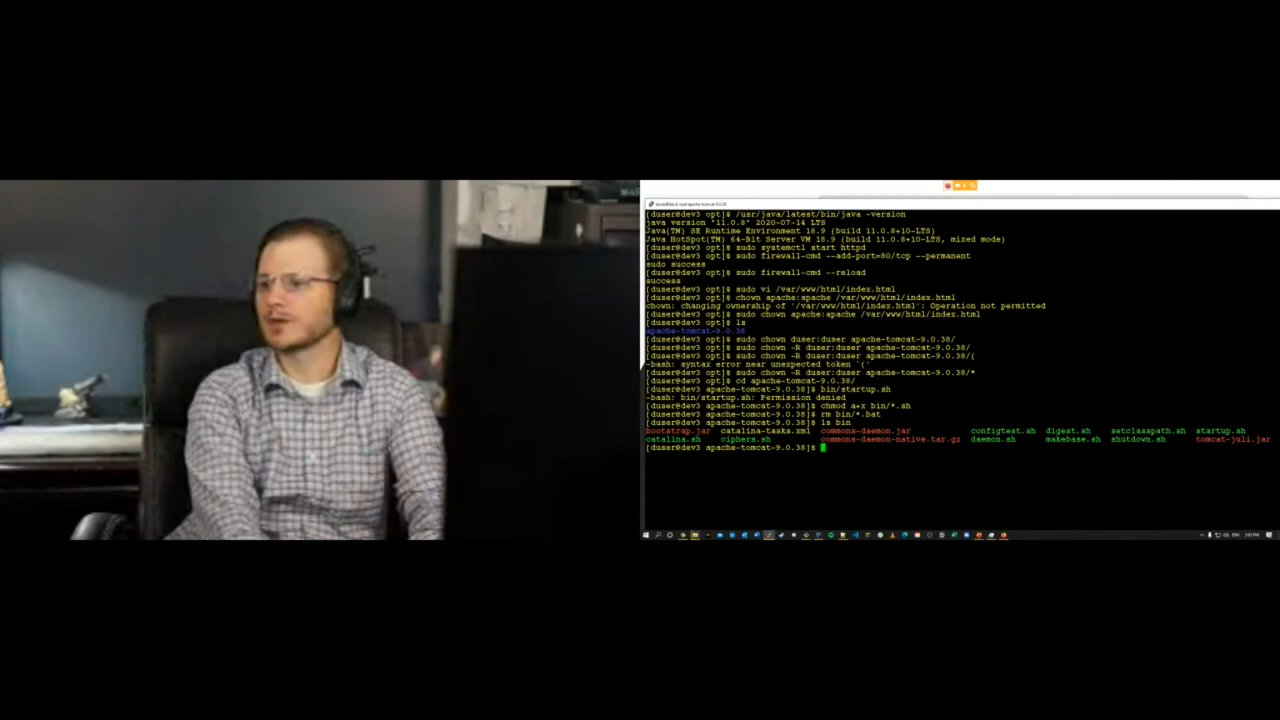 duser@dev3:/opt/apache-tomcat-9.0.38
[duser@dev3 opt]$ /usr/java/latest/bin/java -version
java version "11.0.8" 2020-07-14 LTS
Java(TM) SE Runtime Environment 18.9 (build 11.0.8+10-LTS)
Java HotSpot(TM) 64-Bit Server VM 18.9 (build 11.0.8+10-LTS, mixed mode)
[duser@dev3 opt]$ sudo systemctl start httpd
[duser@dev3 opt]$ sudo firewall-cmd --add-port=80/tcp --permanent
sudo success
[duser@dev3 opt]$ sudo firewall-cmd --reload
success
[duser@dev3 opt]$ sudo vi /var/www/html/index.html
[duser@dev3 opt]$ chown apache:apache /var/www/html/index.html
chown: changing ownership of '/var/www/html/index.html': Operation not permitted
[duser@dev3 opt]$ sudo chown apache:apache /var/www/html/index.html
[duser@dev3 opt]$ ls
apache-tomcat-9.0.38
[duser@dev3 opt]$ sudo chown duser:duser apache-tomcat-9.0.38/
[duser@dev3 opt]$ sudo chown -R duser:duser apache-tomcat-9.0.38/
[duser@dev3 opt]$ sudo chown -R duser:duser apache-tomcat-9.0.38/(
-bash: syntax error near unexpected token `('
[duser@dev3 opt]$ sudo chown -R duser:duser apache-tomcat-9.0.38/*
[duser@dev3 opt]$ cd apache-tomcat-9.0.38/
[duser@dev3 apache-tomcat-9.0.38]$ bin/startup.sh
-bash: bin/startup.sh: Permission denied
[duser@dev3 apache-tomcat-9.0.38]$ chmod a+x bin/*.sh
[duser@dev3 apache-tomcat-9.0.38]$ rm bin/*.bat
[duser@dev3 apache-tomcat-9.0.38]$ ls bin
bootstrap.jar catalina-tasks.xml commons-daemon.jar configtest.sh digest.sh setclasspath.sh startup.sh
catalina.sh ciphers.sh commons-daemon-native.tar.gz daemon.sh makebase.sh shutdown.sh tomcat-juli.jar
[duser@dev3 apache-tomcat-9.0.38]$